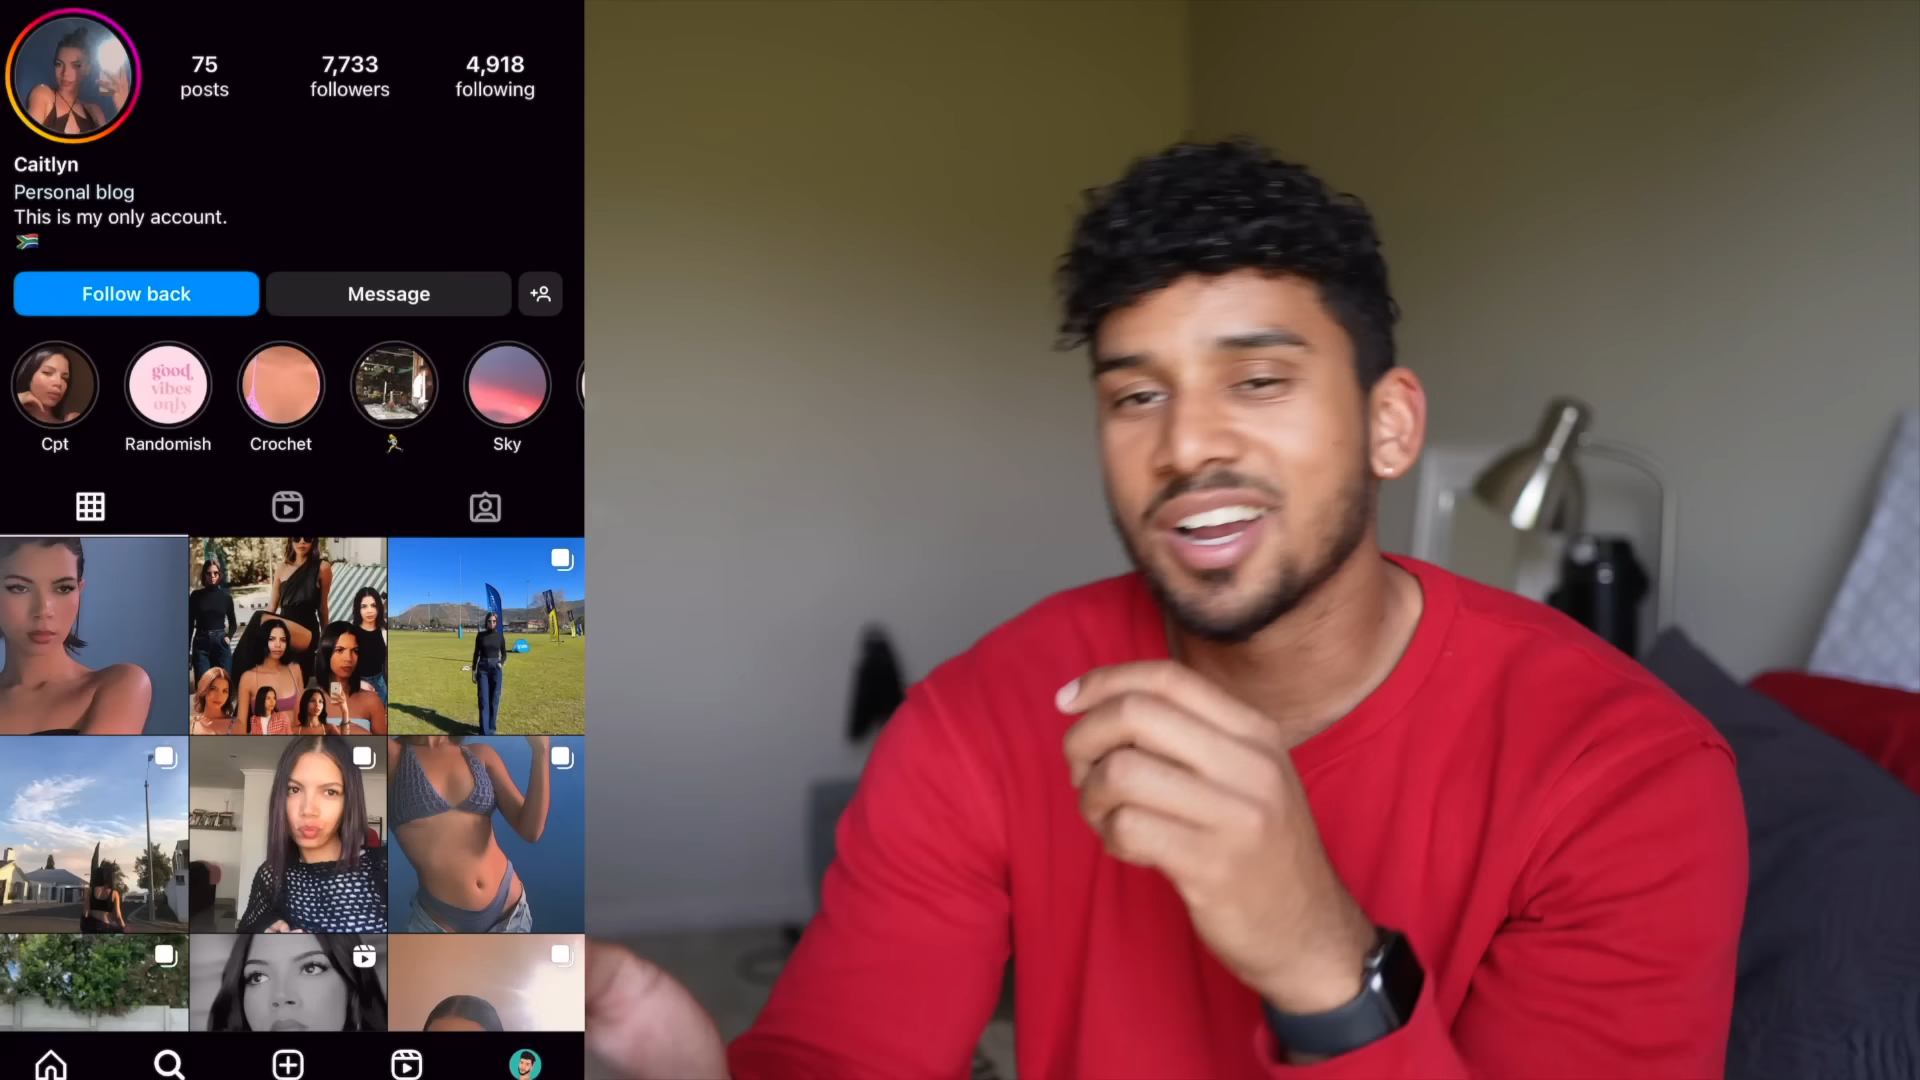 75
posts
7,733
followers
4,918
following
Caitlyn
Personal blog
This is my only account.
Follow back
Message
good
vibes
only
Cpt
Randomish
Crochet
Sky